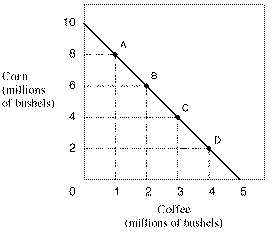 10
A
8
B
Corn
(millions
of bushels)
6
C
4
D
2
0 1 2 3 4 5
Coffee
(millions of bushels)